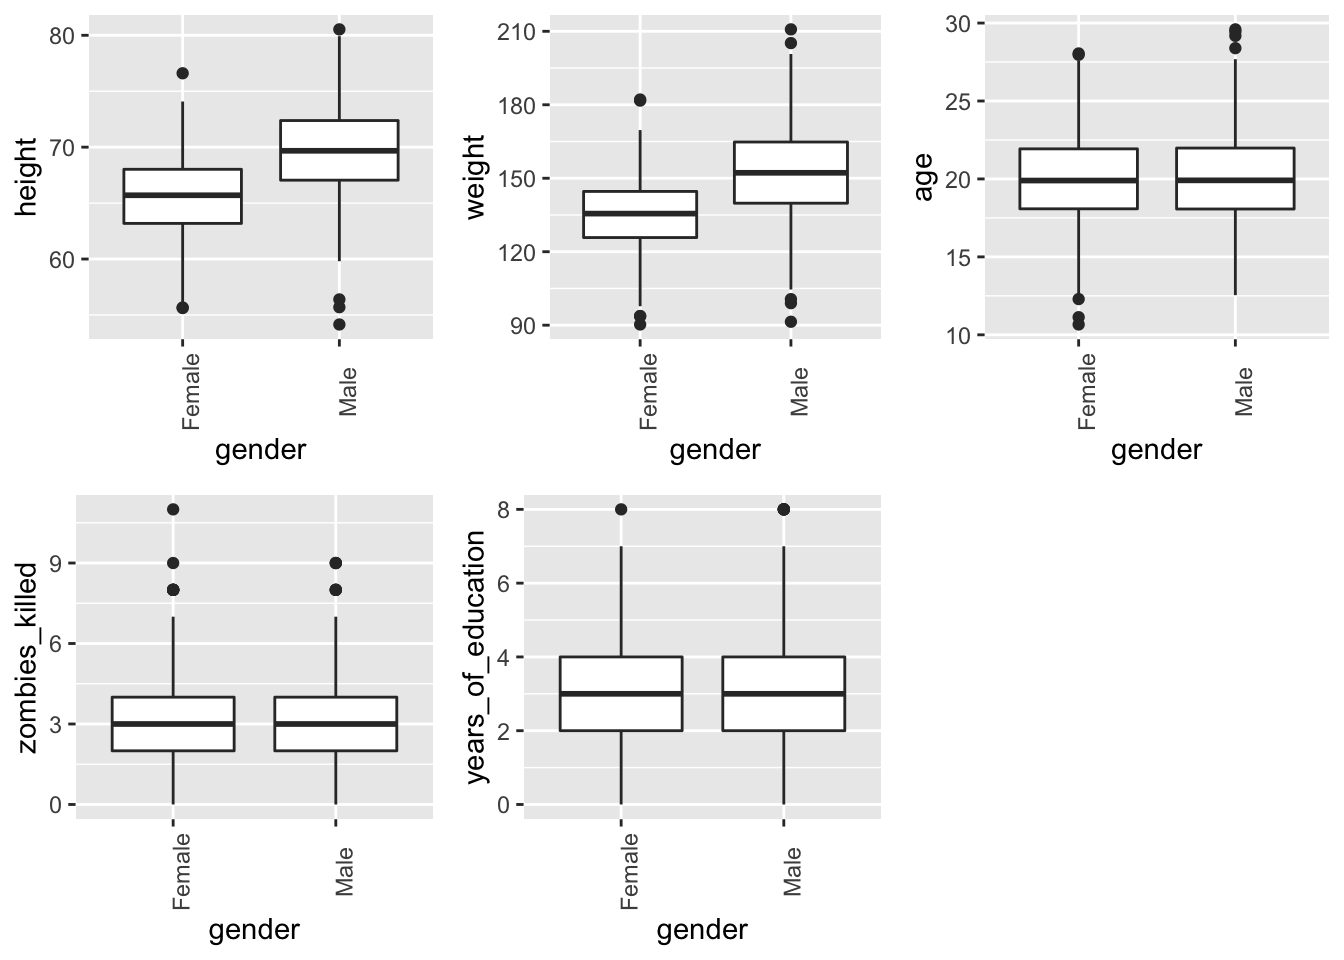 height
80
70
60
Female
Male
gender
weight
210
180
150
120
90
Female
Male
gender
age
30
25
20
15
10
Female
Male
gender
zombies_killed
9
6
3
0
Female
Male
gender
years_of_education
8
6
4
2
0
Female
Male
gender